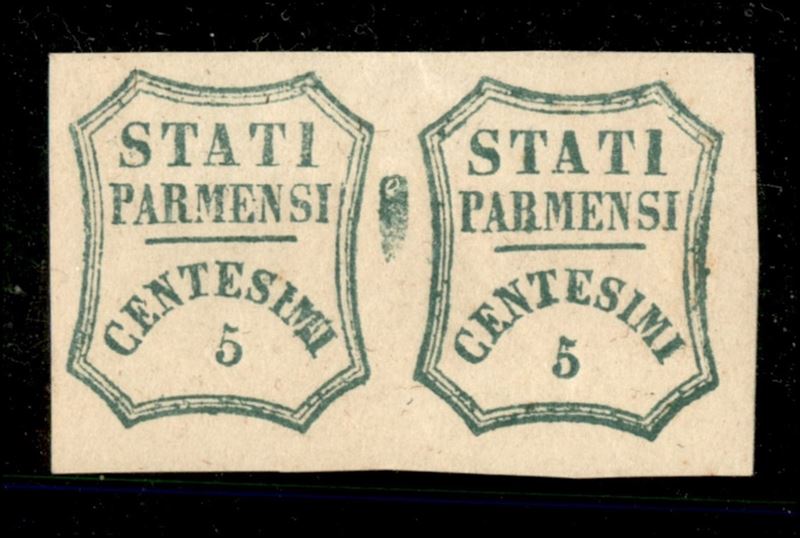 STATI
PARMENSI
CENTESIMI
5
STATI
PARMENSI
CENTESIMI
5